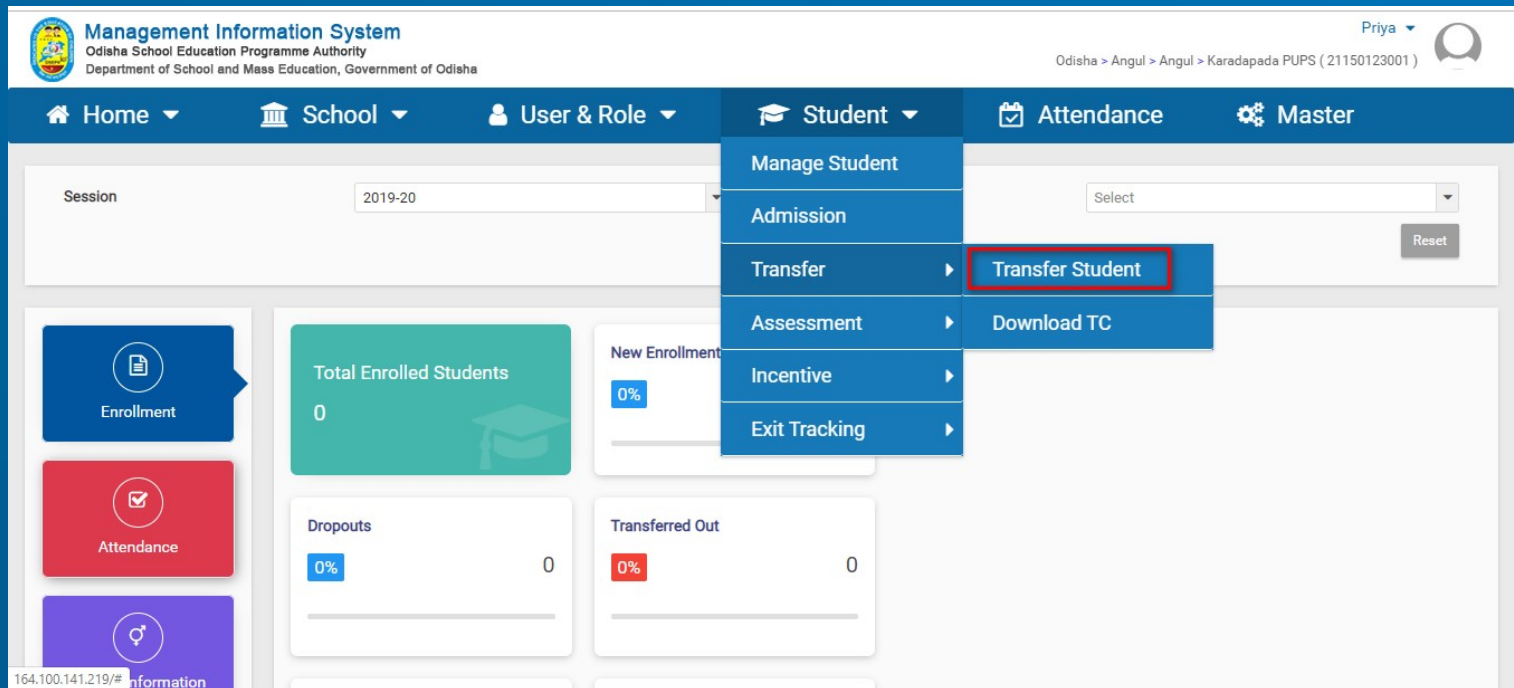 Management Information System
Odisha School Education Programme Authority
Department of School and Mass Education, Government of Odisha
Priya
Odisha > Angul > Angul > Karadapada PUPS ( 21150123001 )
Home
School
User & Role
Student
Attendance
Master
Manage Student
Admission
Transfer
Assessment
Incentive
Exit Tracking
Transfer Student
Download TC
Session
2019-20
Select
Reset
Enrollment
Attendance
nformation
Total Enrolled Students
0
New Enrollment
0%
Dropouts
0%
0
Transferred Out
0%
0
164.100.141.219/#